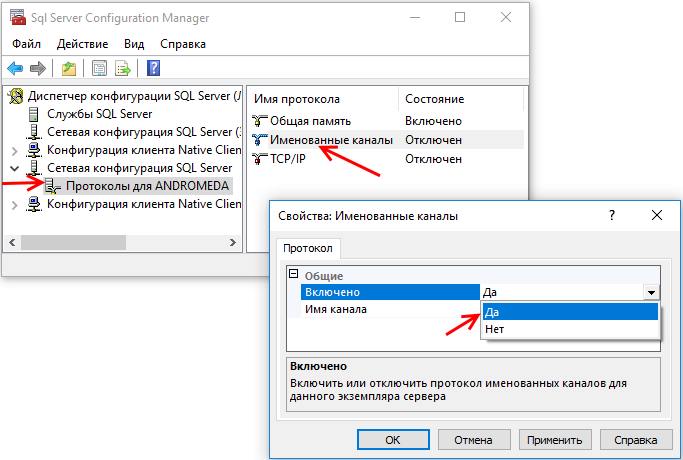 Sql Server Configuration Manager
Файл Действие Вид Справка
Диспетчер конфигурации SQL Server (Л
Службы SQL Server
Сетевая конфигурация SQL Server (3
Конфигурация клиента Native Clien
Сетевая конфигурация SQL Server
Протоколы для ANDROMEDA
Конфигурация клиента Native Clien
Имя протокола Состояние
Общая память Включено
Именованные каналы Отключен
TCP/IP Отключен
Свойства: Именованные каналы
Протокол
Общие
Включено Да
Имя канала
Да
Нет
Включено
Включить или отключить протокол именованных каналов для
данного экземпляра сервера
ОК Отмена Применить Справка